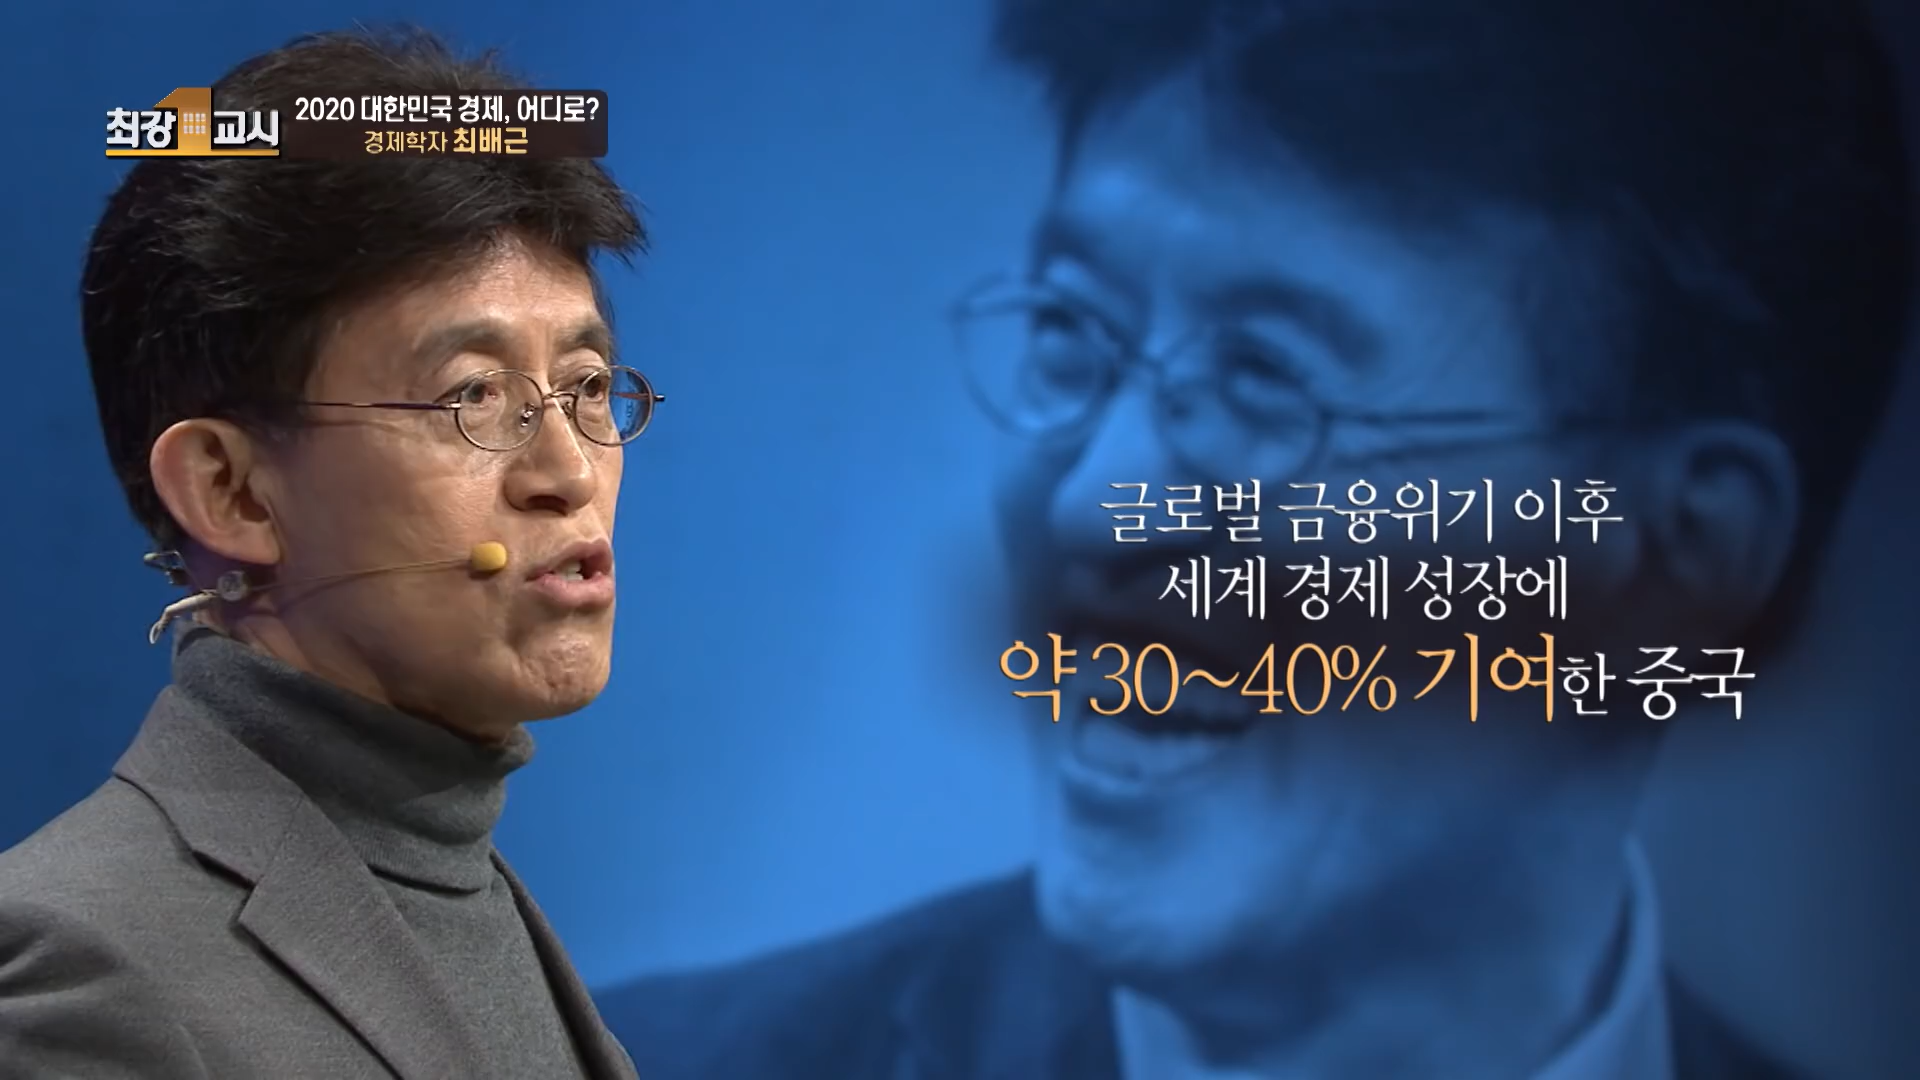 최강1교시
2020 대한민국 경제, 어디로?
경제학자 최배근
글로벌 금융위기 이후
세계 경제 성장에
약 30~40% 기여한 중국